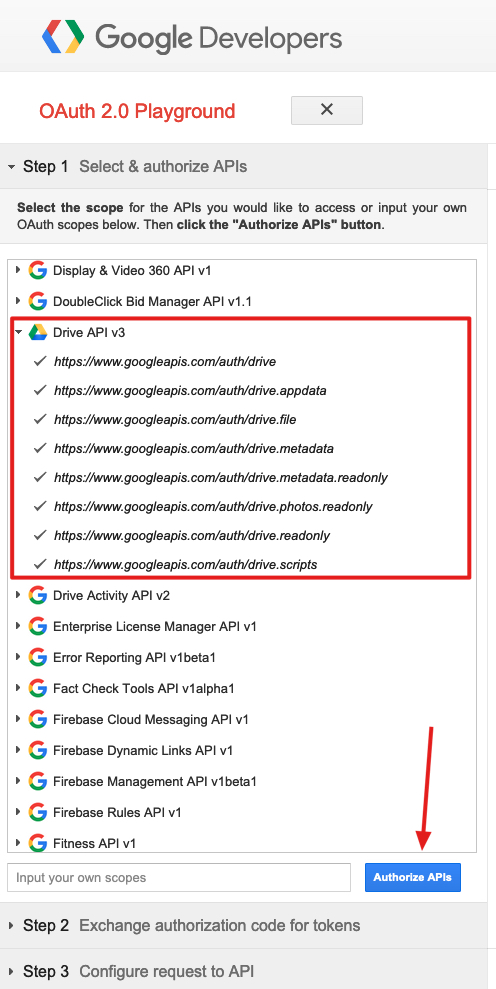 Google Developers
OAuth 2.0 Playground
Step 1 Select & authorize APIs
Select the scope for the APIs you would like to access or input your own
OAuth scopes below. Then click the "Authorize APIs" button.
Display & Video 360 API v1
DoubleClick Bid Manager API v1.1
Drive API v3
https://www.googleapis.com/auth/drive
https://www.googleapis.com/auth/drive.appdata
https://www.googleapis.com/auth/drive.file
https://www.googleapis.com/auth/drive.metadata
https://www.googleapis.com/auth/drive.metadata.readonly
https://www.googleapis.com/auth/drive.photos.readonly
https://www.googleapis.com/auth/drive.readonly
https://www.googleapis.com/auth/drive.scripts
Drive Activity API v2
Enterprise License Manager API v1
Error Reporting API v1beta1
Fact Check Tools API v1alpha1
Firebase Cloud Messaging API v1
Firebase Dynamic Links API v1
Firebase Management API v1beta1
Firebase Rules API v1
Fitness API v1
Input your own scopes
Authorize APIs
Step 2 Exchange authorization code for tokens
Step 3 Configure request to API